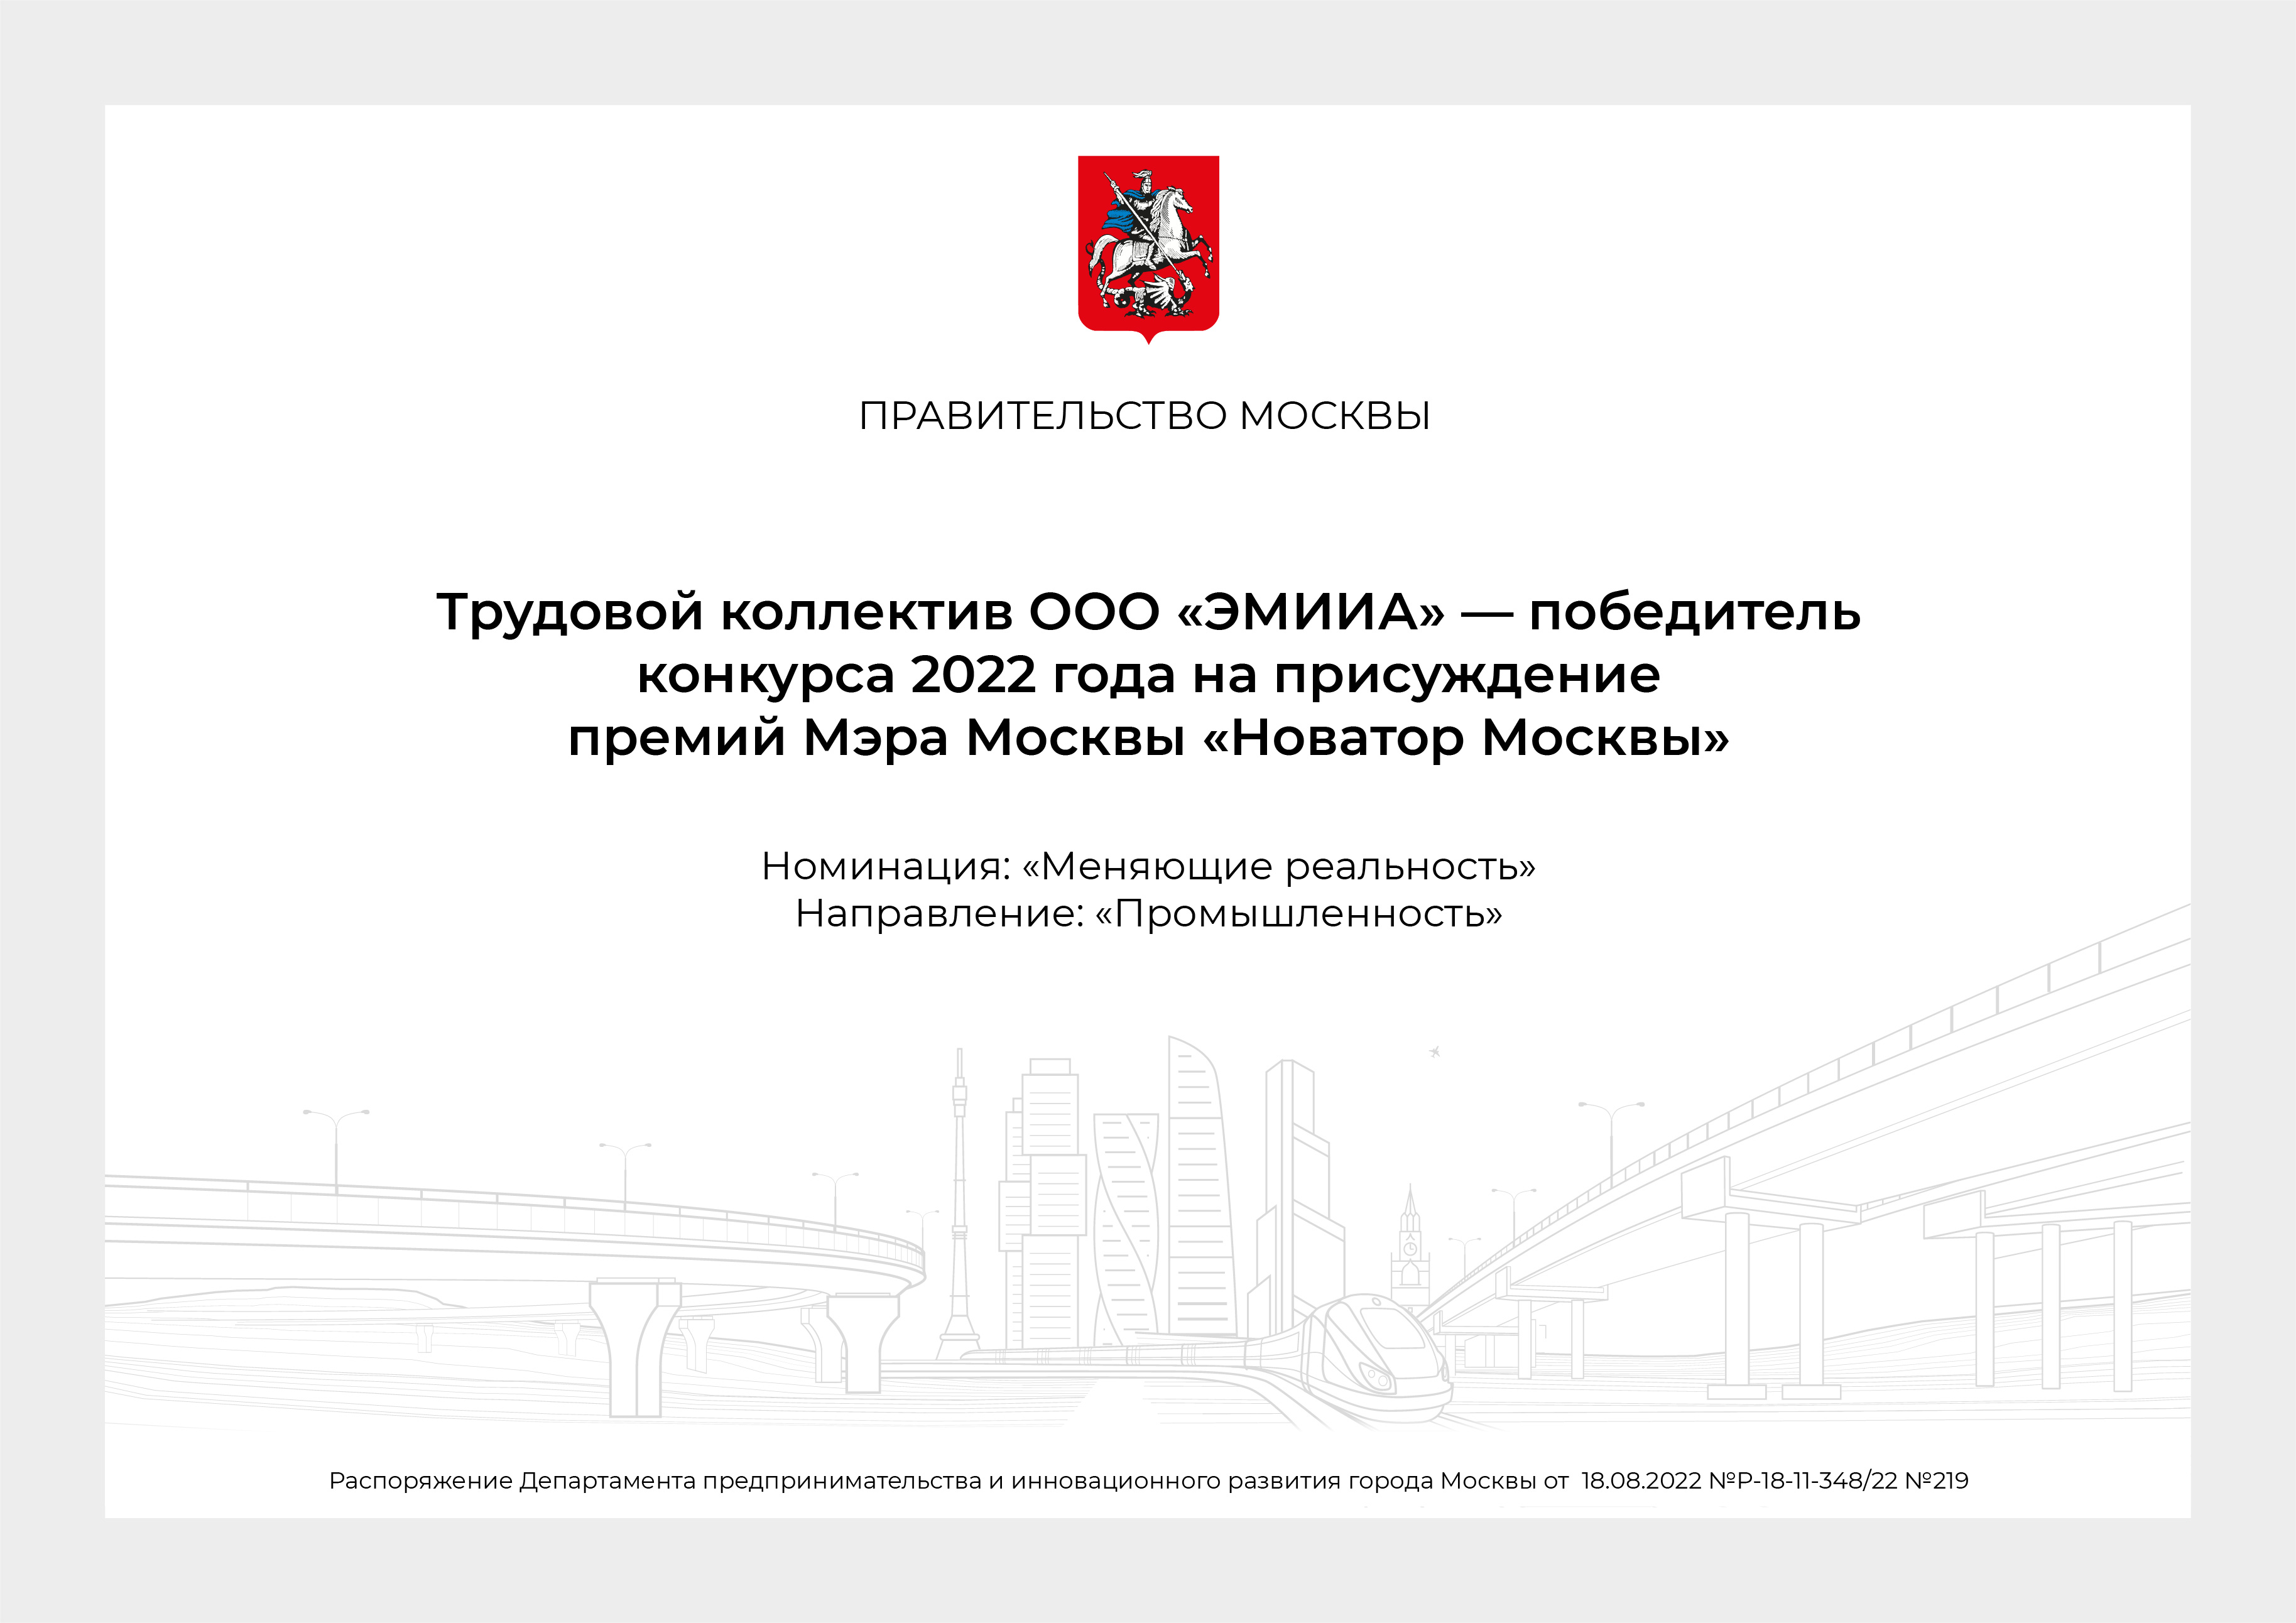 ПРАВИТЕЛЬСТВО МОСКВЫ
Трудовой коллектив ООО «ЭМИИА» — победитель
конкурса 2022 года на присуждение
премий Мэра Москвы «Новатор Москвы»
Номинация: «Меняющие реальность»
Направление: «Промышленность»
Распоряжение Департамента предпринимательства и инновационного развития города Москвы от 18.08.2022 №Р-18-11-348/22 №219